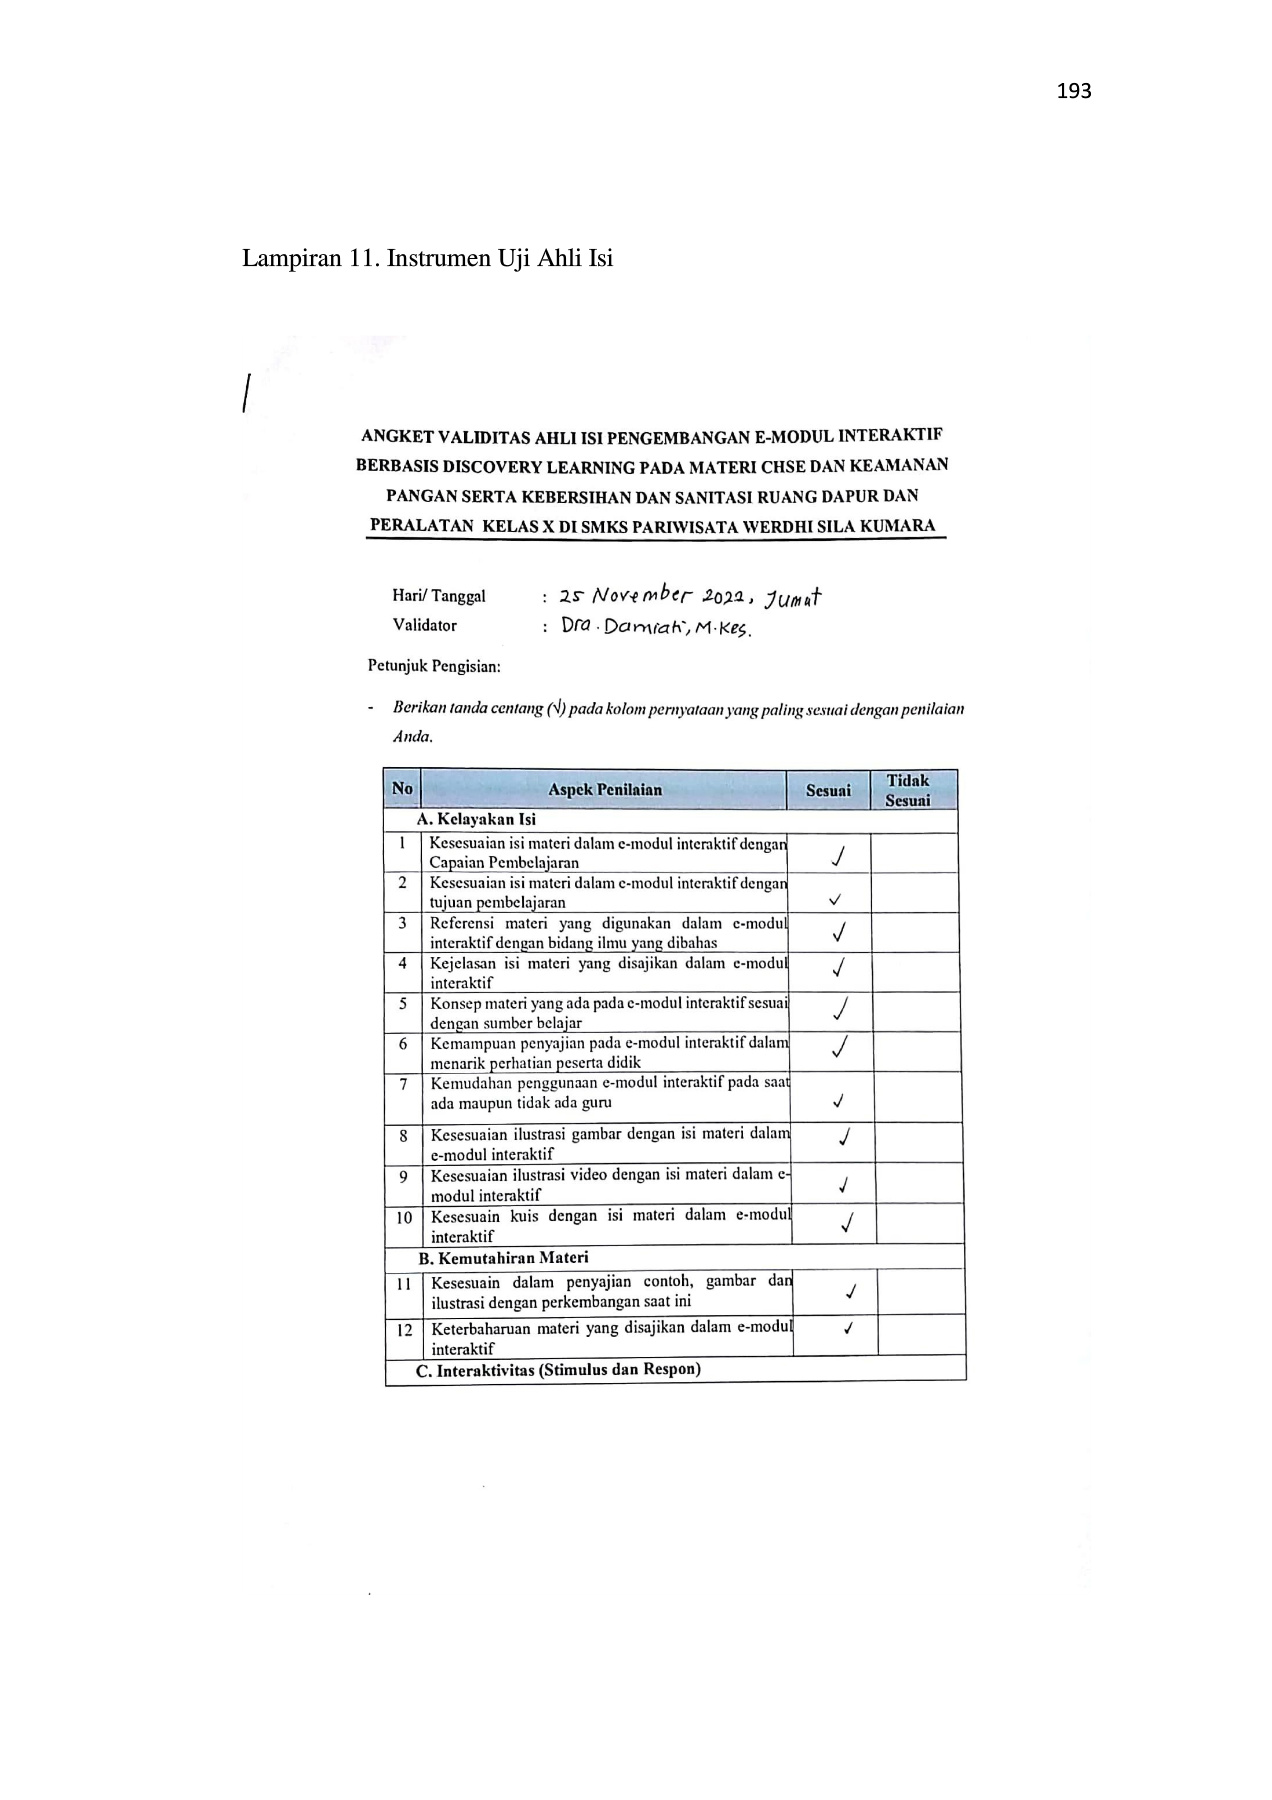 193
Lampiran 11. Instrumen Uji Ahli Isi
ANGKET VALIDITAS AHLI ISI PENGEMBANGAN E-MODUL INTERAKTIF
BERBASIS DISCOVERY LEARNING PADA MATERI CHSE DAN KEAMANAN
PANGAN SERTA KEBERSIHAN DAN SANITASI RUANG DAPUR DAN
PERALATAN KELAS X DI SMKS PARIWISATA WERDHI SILA KUMARA
Hari/ Tanggal : 25 November 2022, Jumat
Validator : Dra. Damiati, M.Kes.
Petunjuk Pengisian:
- Berikan tanda centang (√) pada kolom pernyataan yang paling sesuai dengan penilaian
Anda.
No Aspek Penilaian Sesuai Tidak
Sesuai
A. Kelayakan Isi
1 Kesesuaian isi materi dalam e-modul interaktif dengan
Capaian Pembelajaran ✓
2 Kesesuaian isi materi dalam e-modul interaktif dengan
tujuan pembelajaran ✓
3 Referensi materi yang digunakan dalam e-modul
interaktif dengan bidang ilmu yang dibahas ✓
4 Kejelasan isi materi yang disajikan dalam e-modul
interaktif ✓
5 Konsep materi yang ada pada e-modul interaktif sesuai
dengan sumber belajar ✓
6 Kemampuan penyajian pada e-modul interaktif dalam
menarik perhatian peserta didik ✓
7 Kemudahan penggunaan e-modul interaktif pada saat
ada maupun tidak ada guru ✓
8 Kesesuaian ilustrasi gambar dengan isi materi dalam
e-modul interaktif ✓
9 Kesesuaian ilustrasi video dengan isi materi dalam e-
modul interaktif ✓
10 Kesesuain kuis dengan isi materi dalam e-modul
interaktif ✓
B. Kemutahiran Materi
11 Kesesuain dalam penyajian contoh, gambar dan
ilustrasi dengan perkembangan saat ini ✓
12 Keterbaharuan materi yang disajikan dalam e-modul
interaktif ✓
C. Interaktivitas (Stimulus dan Respon)